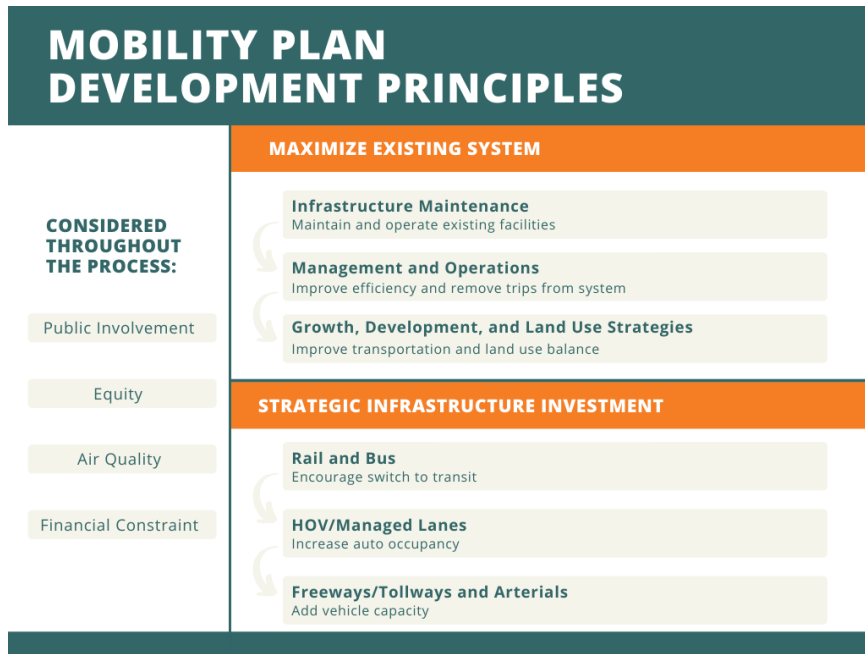 MOBILITY PLAN
DEVELOPMENT PRINCIPLES
CONSIDERED
THROUGHOUT
THE PROCESS:
Public Involvement
Equity
Air Quality
Financial Constraint
MAXIMIZE EXISTING SYSTEM
Infrastructure Maintenance
Maintain and operate existing facilities
Management and Operations
Improve efficiency and remove trips from system
Growth, Development, and Land Use Strategies
Improve transportation and land use balance
STRATEGIC INFRASTRUCTURE INVESTMENT
Rail and Bus
Encourage switch to transit
HOV/Managed Lanes
Increase auto occupancy
Freeways/Tollways and Arterials
Add vehicle capacity